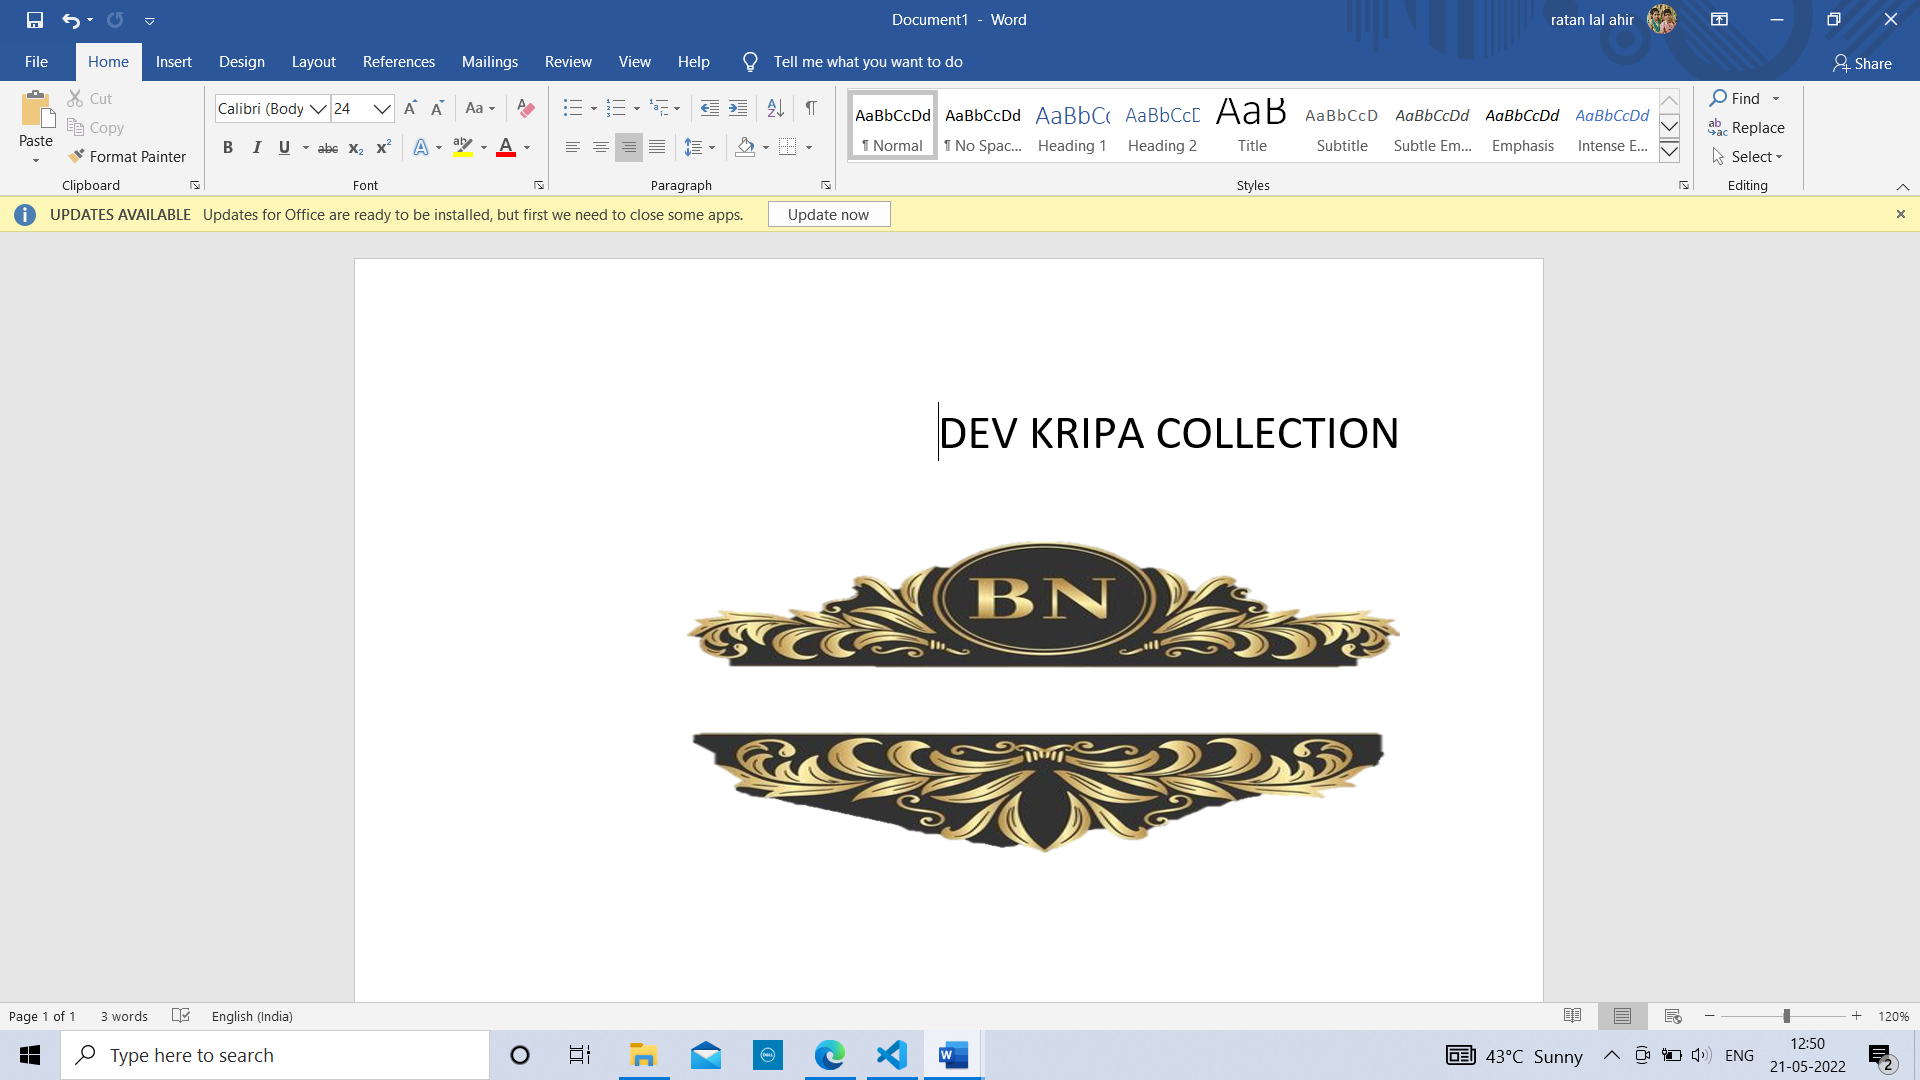 Document1 - Word
ratan lal ahir
File Home Insert Design Layout References Mailings Review View Help Tell me what you want to do
Share
Paste
Cut
Copy
Format Painter
Clipboard
Calibri (Body 24
Aa
B I U abc x₂ x²
A ab A
Font
Paragraph
AaBbCcDd AaBbCcDd AaBbCc AaBbCcD AaB AaBbCcD AaBbCcDd AaBbCcDd AaBbCcDd
¶ Normal ¶ No Spac... Heading 1 Heading 2 Title Subtitle Subtle Em... Emphasis Intense E...
Styles
Find
Replace
Select
Editing
UPDATES AVAILABLE Updates for Office are ready to be installed, but first we need to close some apps. Update now
DEV KRIPA COLLECTION
BN
Page 1 of 1 3 words English (India)
120%
Type here to search
DELL
43°C Sunny
ENG
12:50
21-05-2022
2